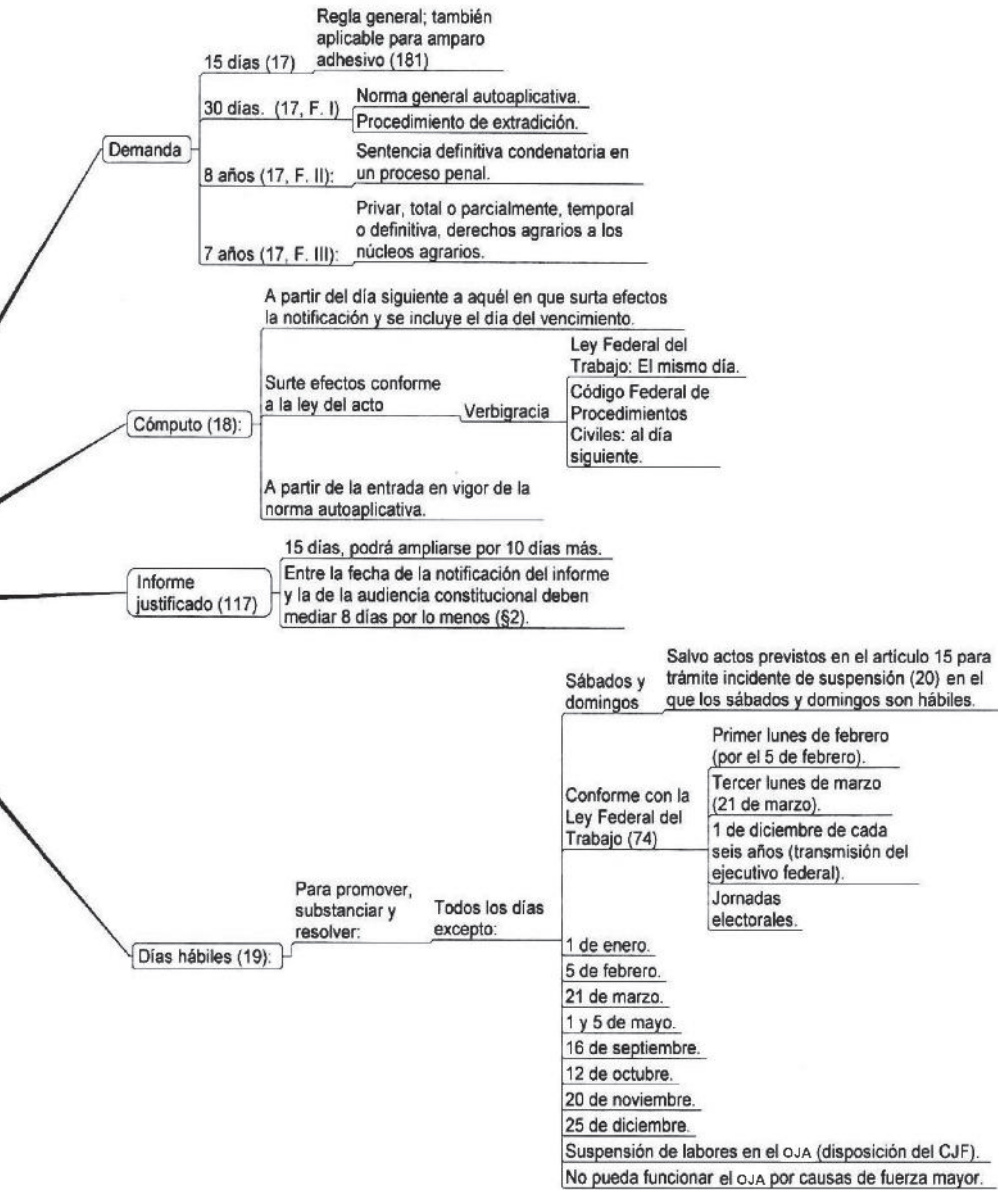 Demanda
15 días (17)
Regla general; también
aplicable para amparo
adhesivo (181)
30 días. (17, F. I)
Norma general autoaplicativa.
Procedimiento de extradición.
8 años (17, F. II):
Sentencia definitiva condenatoria en
un proceso penal.
7 años (17, F. III):
Privar, total o parcialmente, temporal
o definitiva, derechos agrarios a los
núcleos agrarios.
Cómputo (18):
A partir del día siguiente a aquél en que surta efectos
la notificación y se incluye el día del vencimiento.
Surte efectos conforme
a la ley del acto
Verbigracia
Ley Federal del
Trabajo: El mismo día.
Código Federal de
Procedimientos
Civiles: al día
siguiente.
A partir de la entrada en vigor de la
norma autoaplicativa.
Informe
justificado (117)
15 días, podrá ampliarse por 10 días más.
Entre la fecha de la notificación del informe
y la de la audiencia constitucional deben
mediar 8 días por lo menos (§2).
Días hábiles (19):
Para promover,
substanciar y
resolver:
Todos los días
excepto:
Sábados y
domingos
Salvo actos previstos en el artículo 15 para
trámite incidente de suspensión (20) en el
que los sábados y domingos son hábiles.
Conforme con la
Ley Federal del
Trabajo (74)
Primer lunes de febrero
(por el 5 de febrero).
Tercer lunes de marzo
(21 de marzo).
1 de diciembre de cada
seis años (transmisión del
ejecutivo federal).
Jornadas
electorales.
1 de enero.
5 de febrero.
21 de marzo.
1 y 5 de mayo.
16 de septiembre.
12 de octubre.
20 de noviembre.
25 de diciembre.
Suspensión de labores en el OJA (disposición del CJF).
No pueda funcionar el OJA por causas de fuerza mayor.